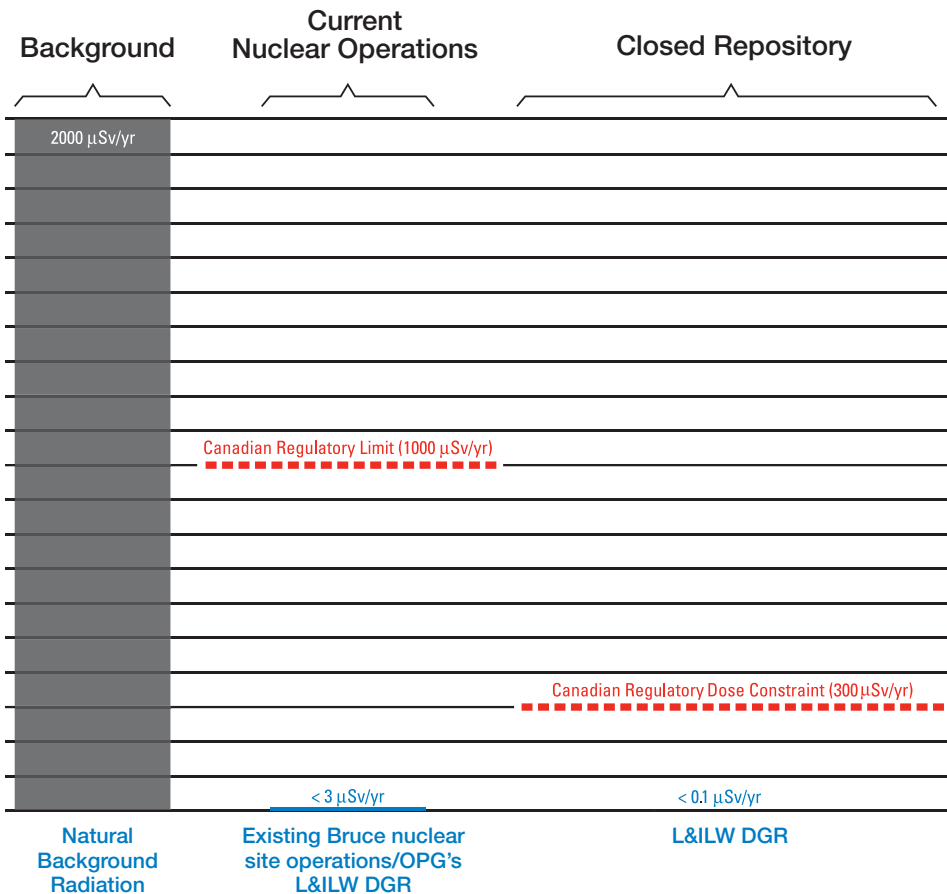 Background
Current
Nuclear Operations
Closed Repository
2000 µSv/yr
Canadian Regulatory Limit (1000 µSv/yr)
Canadian Regulatory Dose Constraint (300 µSv/yr)
< 3 µSv/yr
< 0.1 µSv/yr
Natural
Background
Radiation
Existing Bruce nuclear
site operations/OPG's
L&ILW DGR
L&ILW DGR